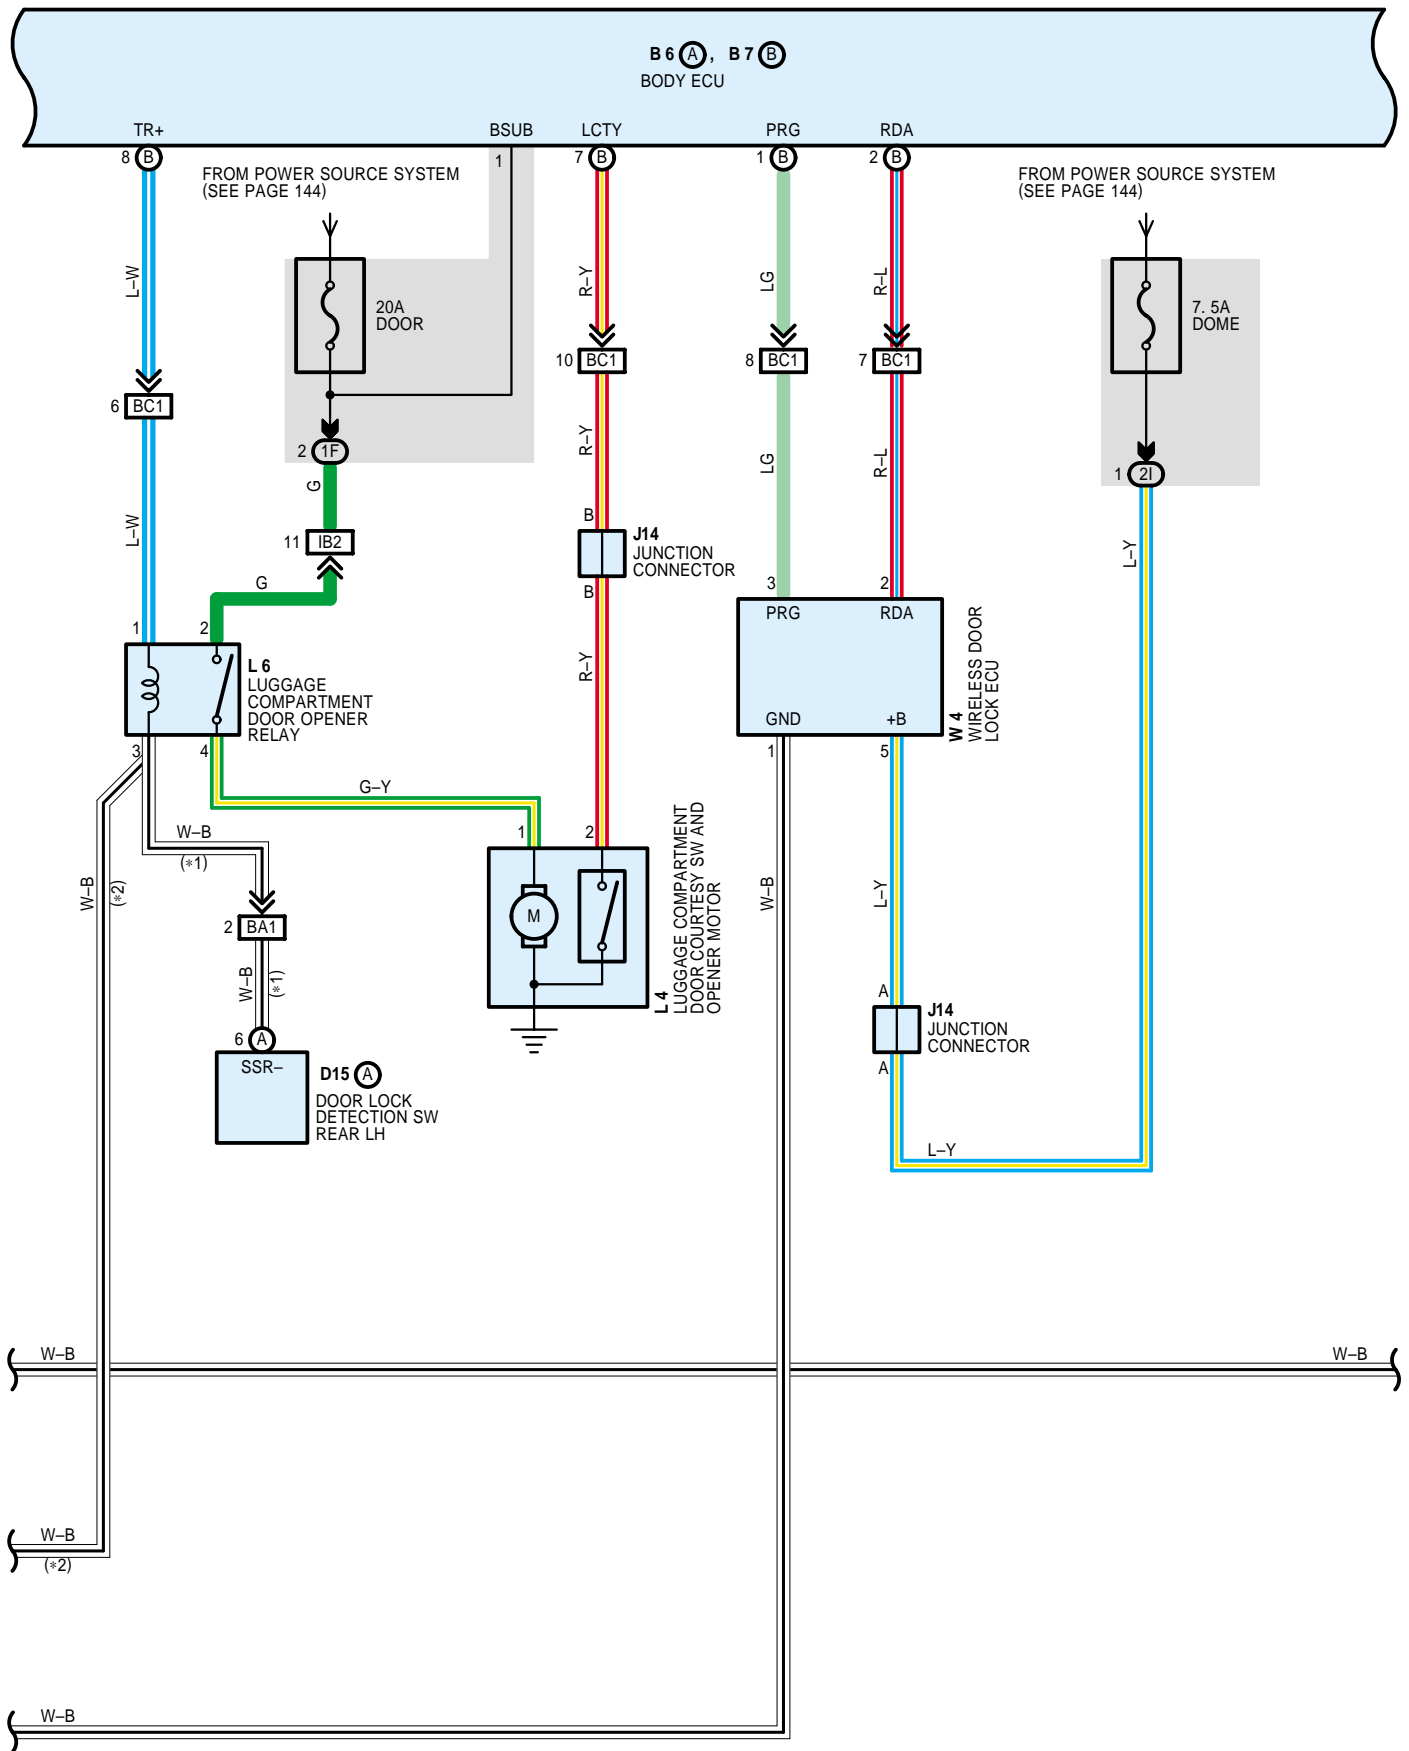 B 6 A , B 7 B
BODY ECU
TR+ BSUB LCTY PRG RDA
8 B 1 7 B 1 B 2 B
FROM POWER SOURCE SYSTEM
(SEE PAGE 144)
FROM POWER SOURCE SYSTEM
(SEE PAGE 144)
L–W
R–Y
LG
R–L
20A
DOOR
7. 5A
DOME
10 BC1
8 BC1
7 BC1
6 BC1
2 1F
R–Y
LG
R–L
1 2I
G
L–W
B
11 IB2
J14
JUNCTION
CONNECTOR
L–Y
G
B
3 2
PRG RDA
1 2
L 6
LUGGAGE
COMPARTMENT
DOOR OPENER
RELAY
R–Y
W 4
WIRELESS DOOR
LOCK ECU
GND +B
3 4
1 5
G–Y
W–B
(*1)
1 2
M
L 4
LUGGAGE COMPARTMENT
DOOR COURTESY SW AND
OPENER MOTOR
W–B
(*2)
W–B
L–Y
2 BA1
W–B
(*1)
A
J14
JUNCTION
CONNECTOR
A
6 A
SSR–
D15 A
DOOR LOCK
DETECTION SW
REAR LH
L–Y
W–B
W–B
W–B
(*2)
W–B